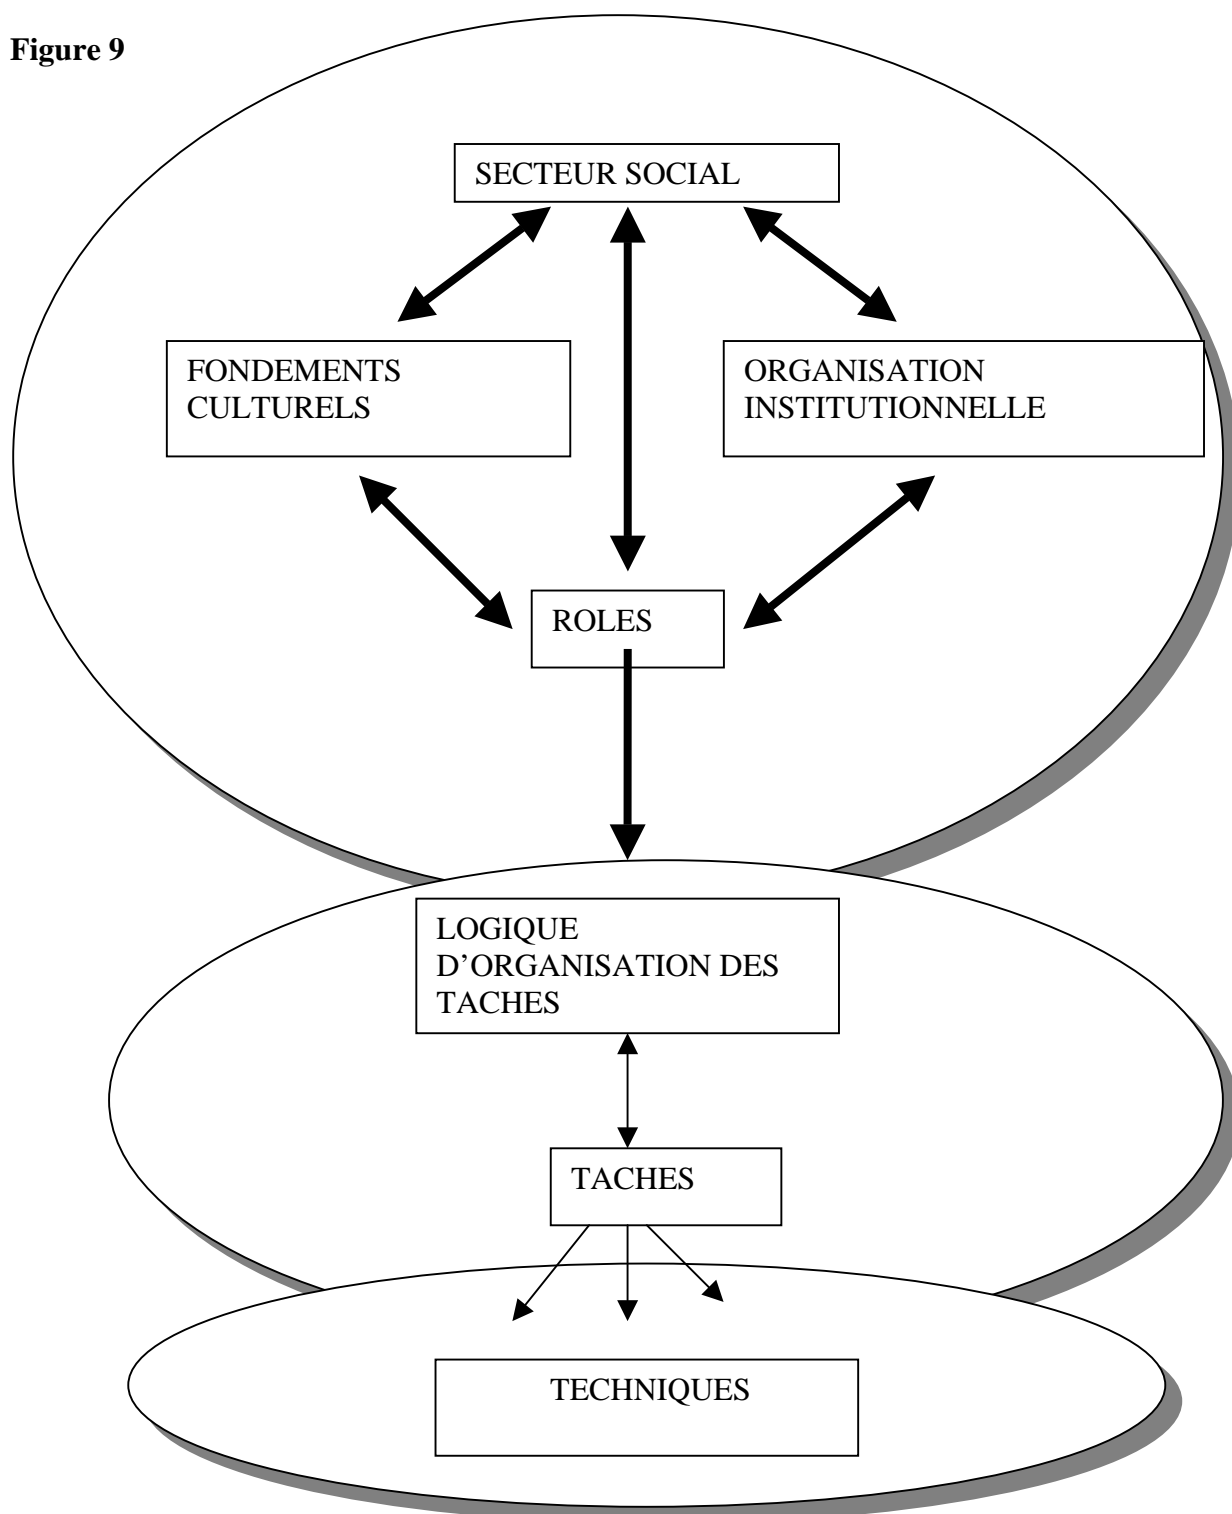 Figure 9
SECTEUR SOCIAL
FONDEMENTS
CULTURELS
ORGANISATION
INSTITUTIONNELLE
ROLES
LOGIQUE
D’ORGANISATION DES
TACHES
TACHES
TECHNIQUES